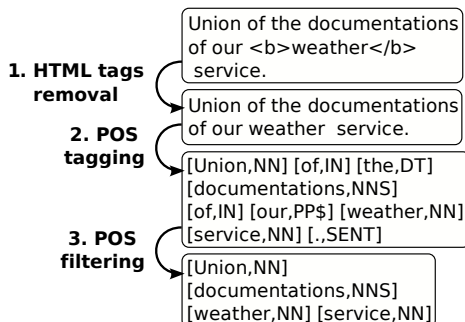 Union of the documentations
of our <b>weather</b>
service.
1. HTML tags
removal
Union of the documentations
of our weather  service.
2. POS
tagging
[Union,NN] [of,IN] [the,DT]
[documentations,NNS]
[of,IN] [our,PP$] [weather,NN]
[service,NN] [.,SENT]
3. POS
filtering
[Union,NN]
[documentations,NNS]
[weather,NN] [service,NN]